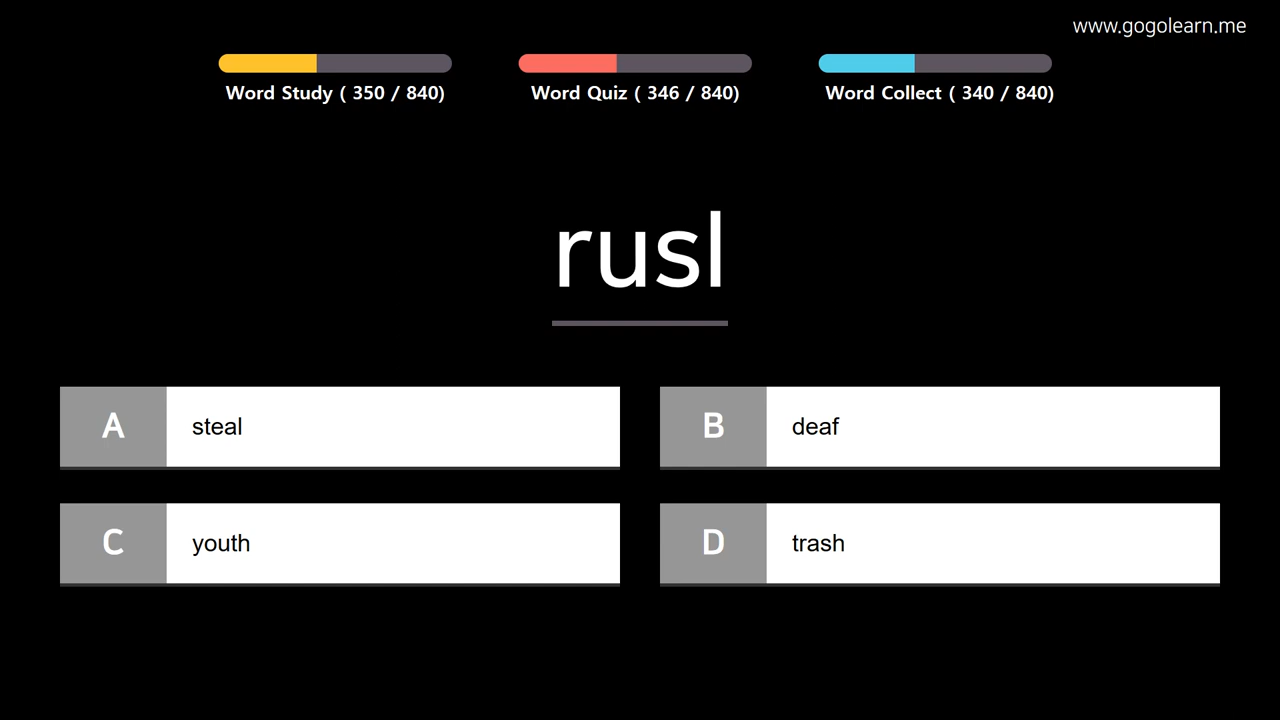 www.gogolearn.me
Word Study ( 350 / 840)
Word Quiz ( 346 / 840)
Word Collect ( 340 / 840)
rusl
A steal
B deaf
C youth
D trash